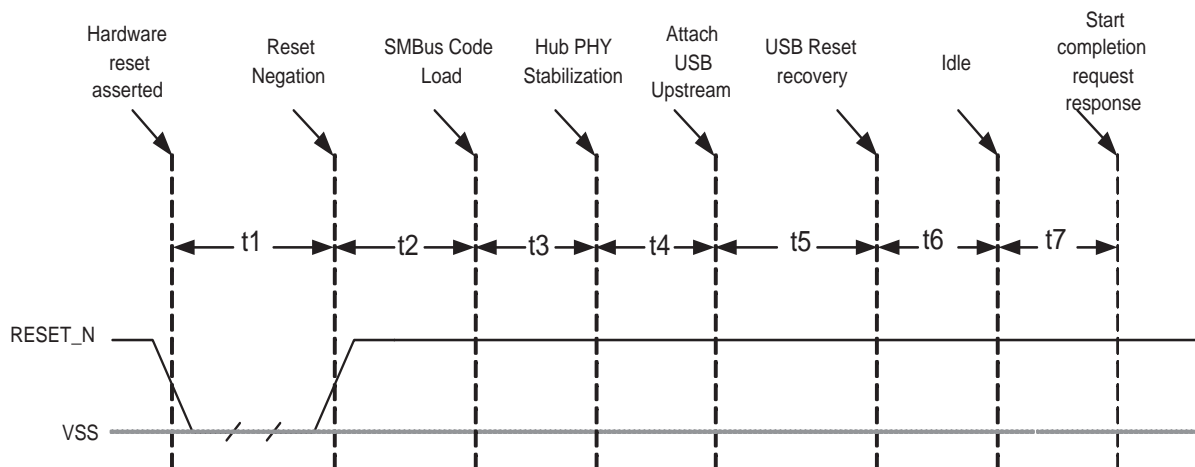 Hardware
reset
asserted
Reset
Negation
SMBus Code
Load
Hub PHY
Stabilization
Attach
USB
Upstream
USB Reset
recovery
Idle
Start
completion
request
response
t1
t2
t3
t4
t5
t6
t7
RESET_N
VSS